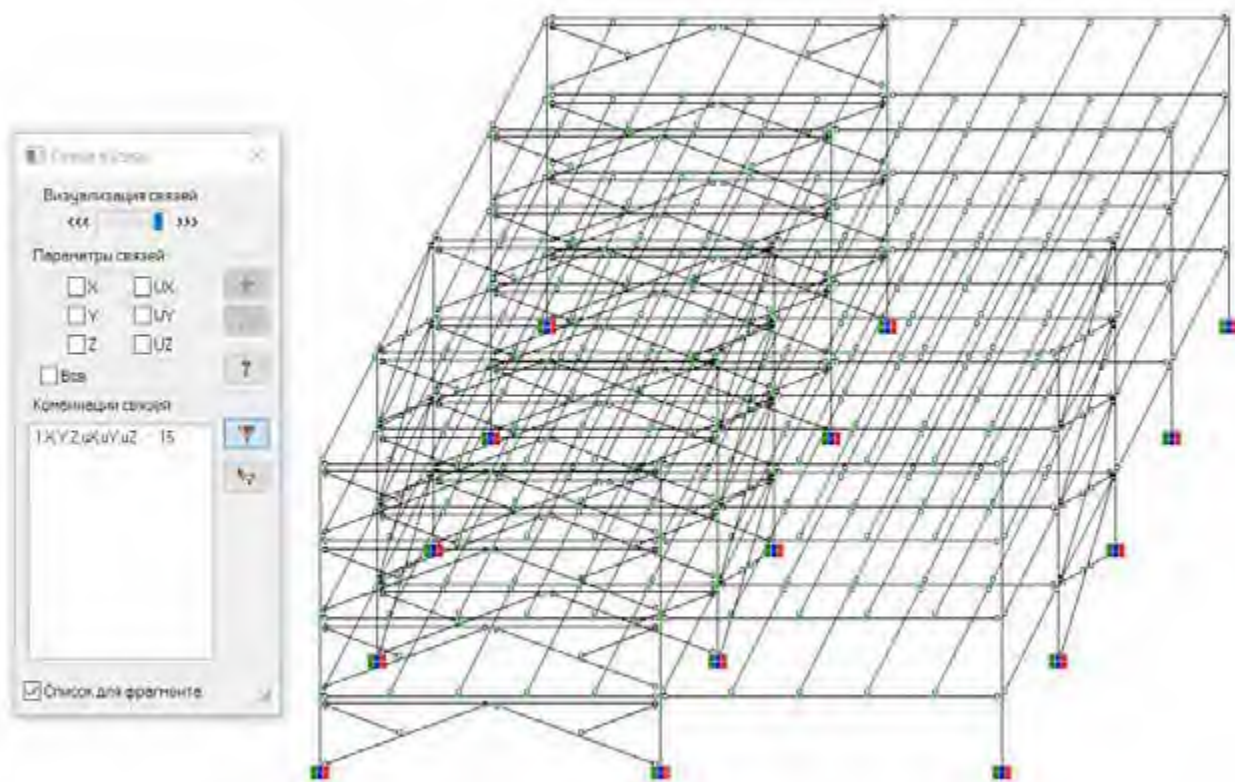 Визуализация связей
<<< >>>
Параметры связей
X UX
Y UY
Z UZ
Все
?
Комбинации связей
1.X,Y,Z,uX,uY,uZ - 15
Список для фрагмента